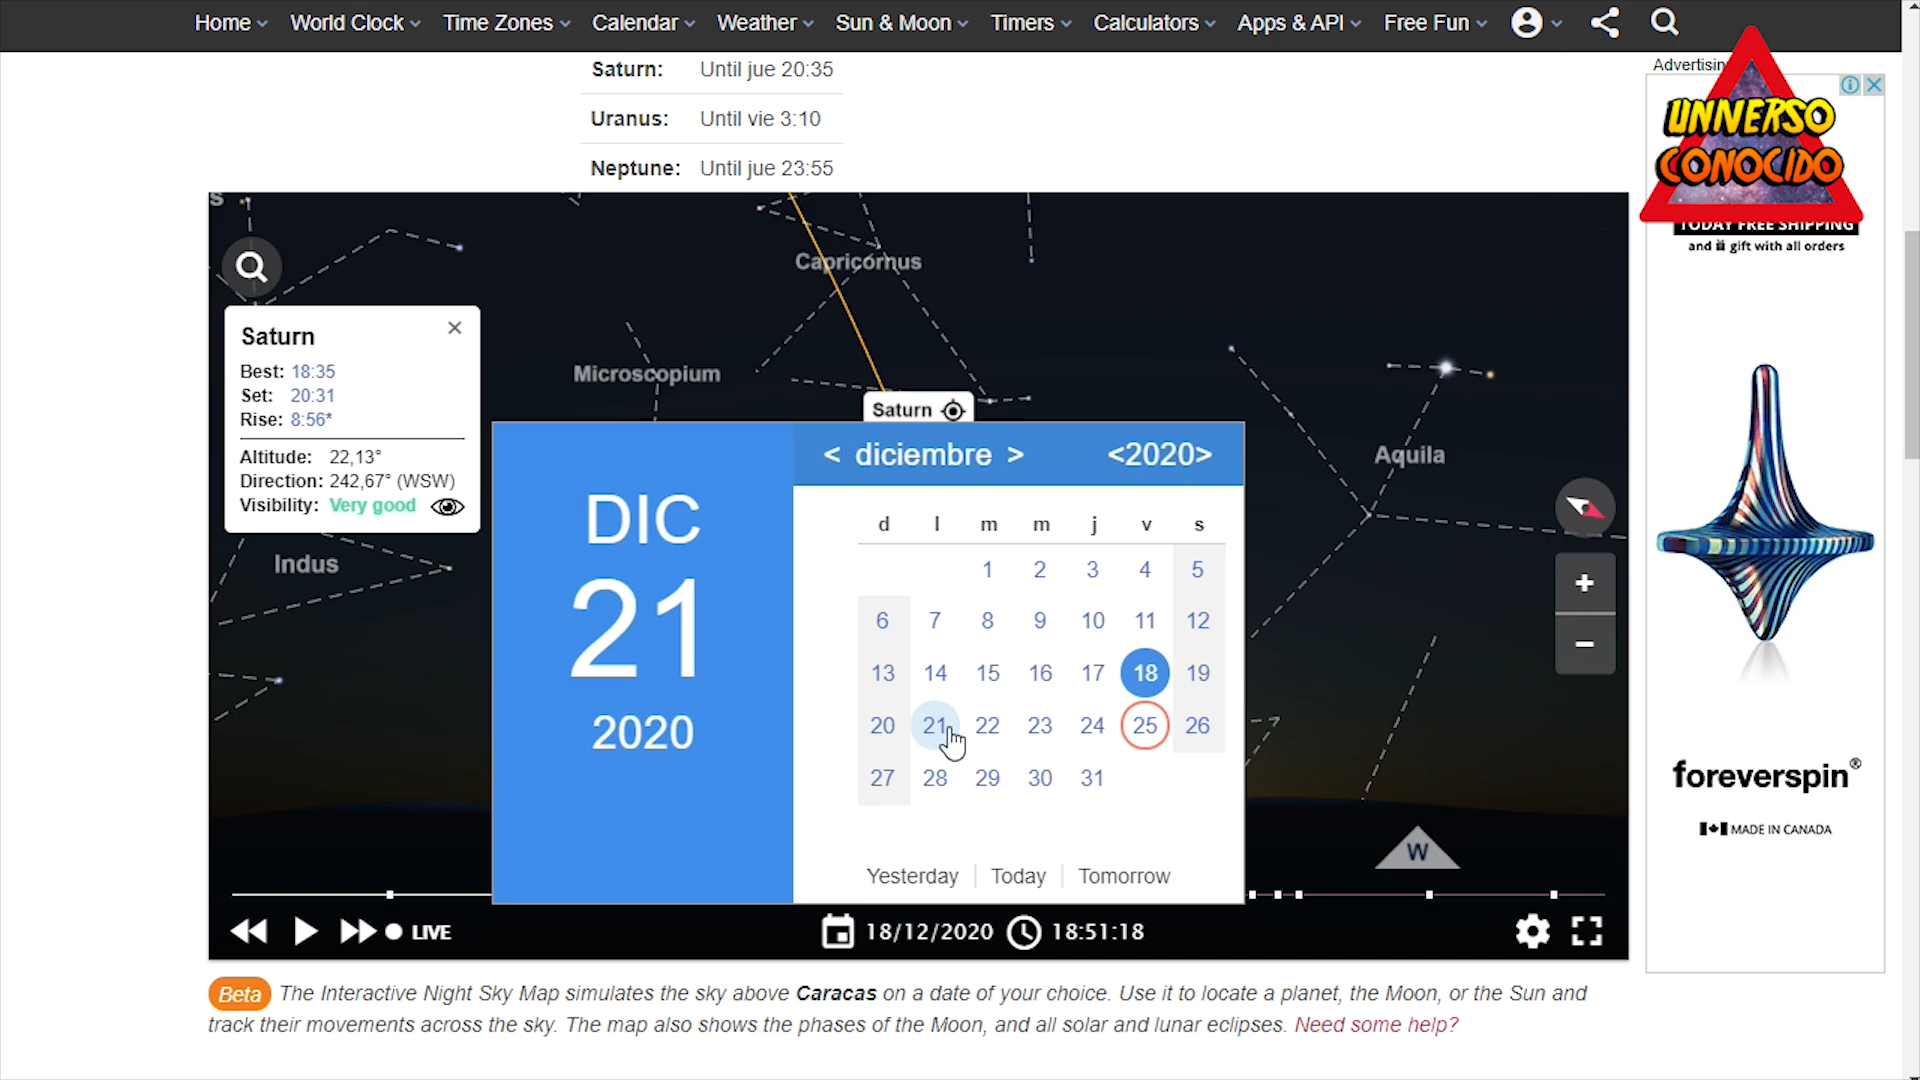 Home World Clock Time Zones Calendar Weather Sun & Moon Timers Calculators Apps & API Free Fun
Saturn: Until jue 20:35
Uranus: Until vie 3:10
Neptune: Until jue 23:55
Advertisin
UNIVERSO
CONOCIDO
TODAY FREE SHIPPING
and gift with all orders
foreverspin®
MADE IN CANADA
s
Capricornus
Microscopium
Saturn
Aquila
Indus
Saturn ×
Best: 18:35
Set: 20:31
Rise: 8:56*
Altitude: 22,13°
Direction: 242,67° (WSW)
Visibility: Very good
DIC
21
2020
< diciembre > <2020>
d l m m j v s
1 2 3 4 5
6 7 8 9 10 11 12
13 14 15 16 17 18 19
20 21 22 23 24 25 26
27 28 29 30 31
Yesterday Today Tomorrow
+
−
W
LIVE 18/12/2020 18:51:18
Beta The Interactive Night Sky Map simulates the sky above Caracas on a date of your choice. Use it to locate a planet, the Moon, or the Sun and
track their movements across the sky. The map also shows the phases of the Moon, and all solar and lunar eclipses. Need some help?